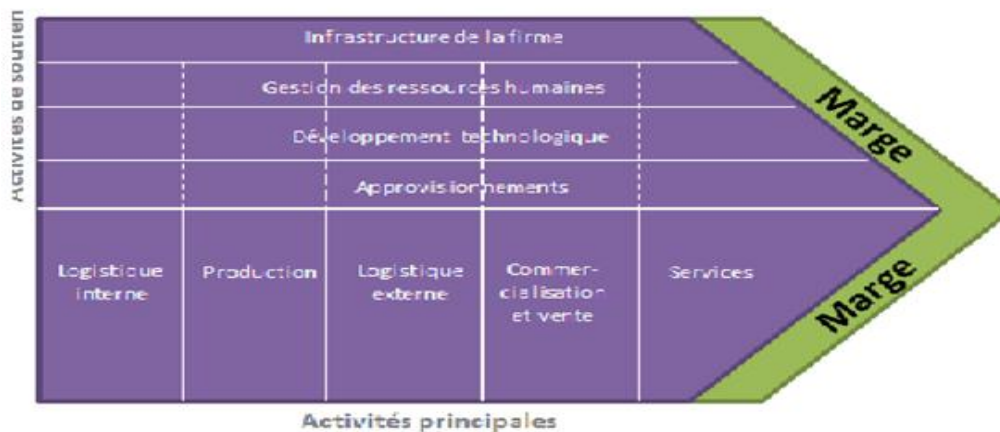 Activités de soutien
Infrastructure de la firme
Gestion des ressources humaines
Développement technologique
Approvisionnements
Marge
Logistique
interne
Production
Logistique
externe
Commer-
cialisation
et vente
Services
Marge
Activités principales